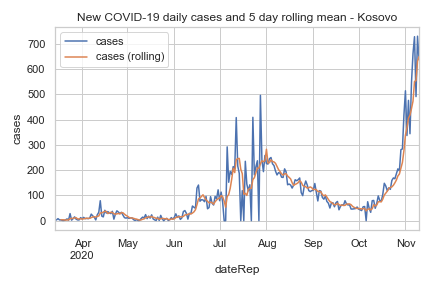 New COVID-19 daily cases and 5 day rolling mean - Kosovo
cases
cases (rolling)
700
600
500
400
300
200
100
0
cases
Apr
2020
May
Jun
Jul
Aug
Sep
Oct
Nov
dateRep